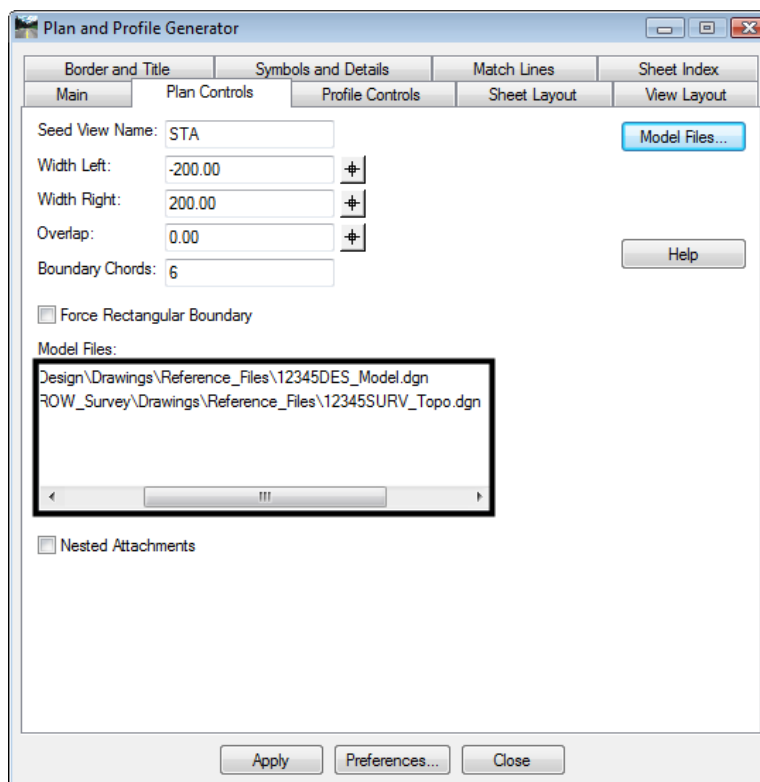 Plan and Profile Generator
Border and Title Symbols and Details Match Lines Sheet Index
Main Plan Controls Profile Controls Sheet Layout View Layout
Seed View Name: STA Model Files...
Width Left: -200.00
Width Right: 200.00
Overlap: 0.00 Help
Boundary Chords: 6
Force Rectangular Boundary
Model Files:
Design\Drawings\Reference_Files\12345DES_Model.dgn
ROW_Survey\Drawings\Reference_Files\12345SURV_Topo.dgn
Nested Attachments
Apply Preferences... Close